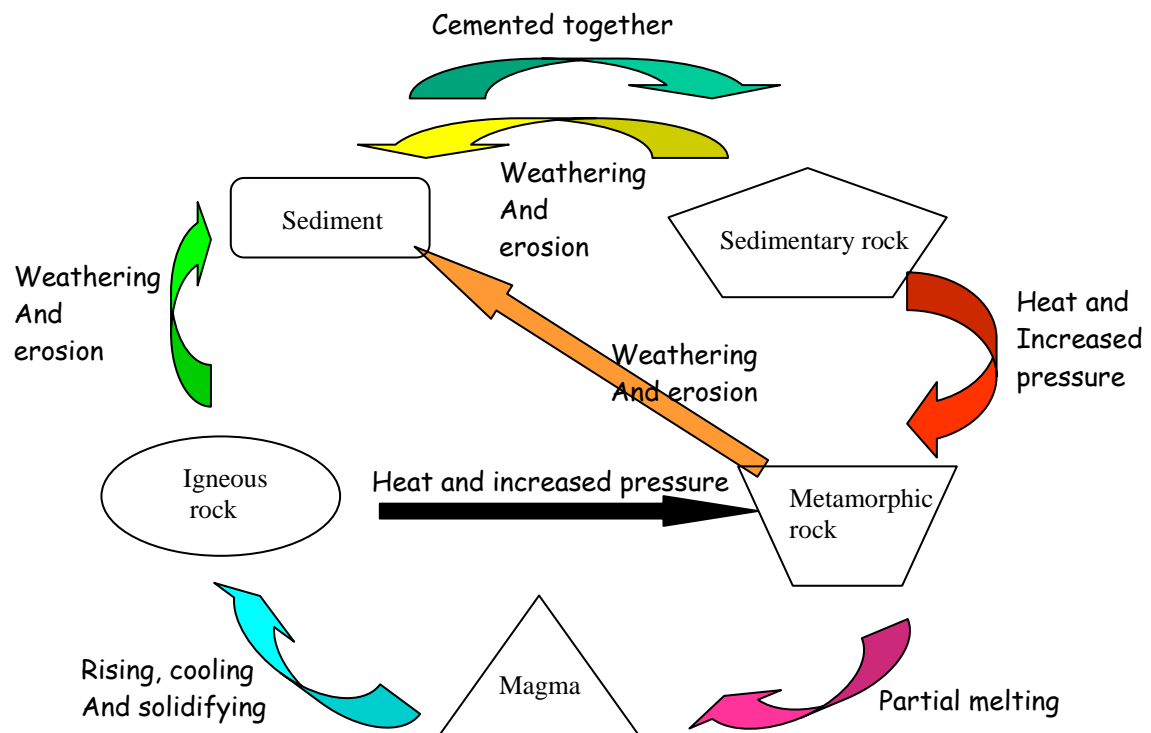 Cemented together
Weathering
And
erosion
Sediment
Sedimentary rock
Weathering
And
erosion
Heat and
Increased
pressure
Weathering
And erosion
Igneous
rock
Heat and increased pressure
Metamorphic
rock
Rising, cooling
And solidifying
Magma
Partial melting